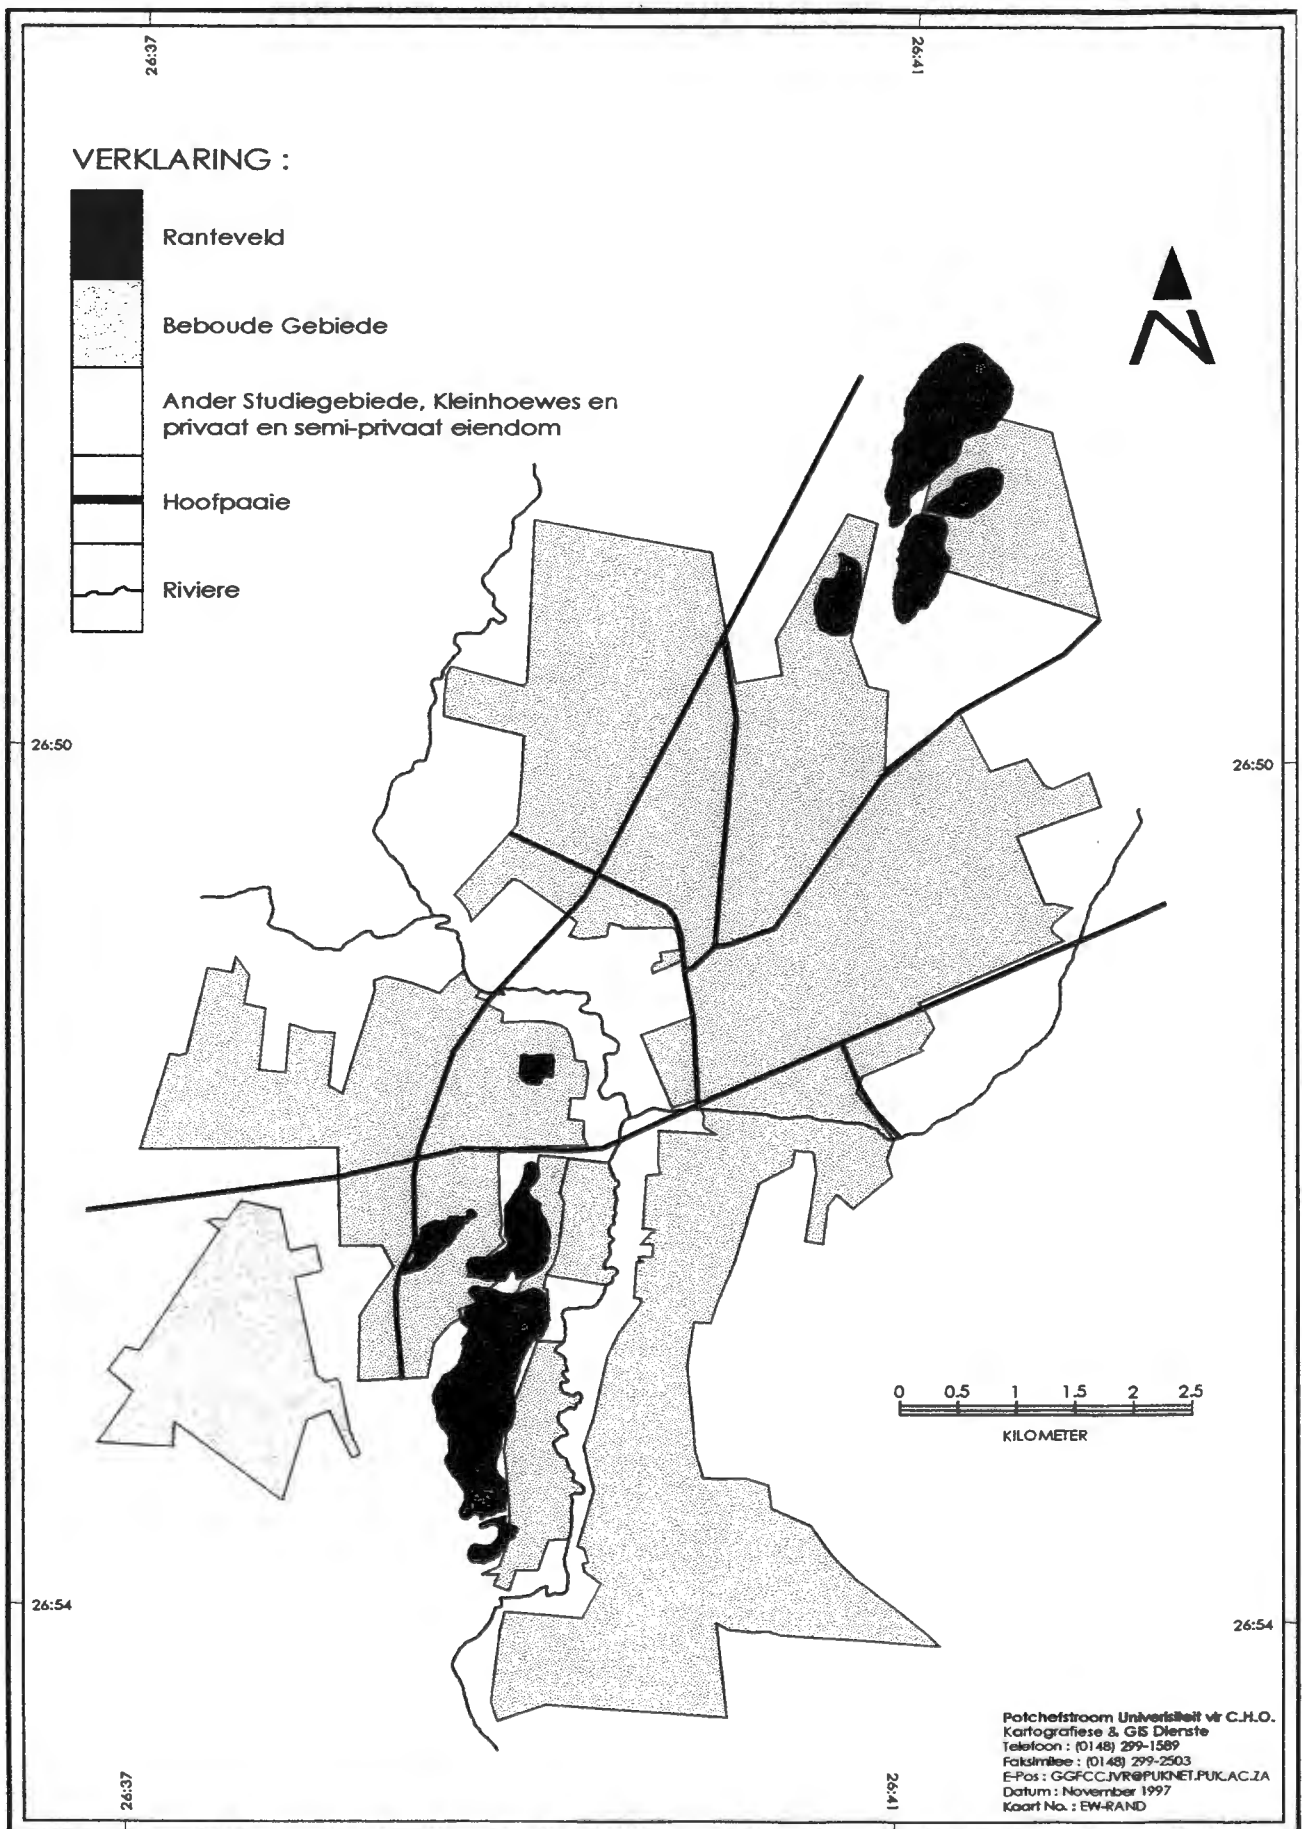 26:37
26:41
VERKLARING :
Ranteveld
Beboude Gebiede
Ander Studiegebiede, Kleinhoewes en
privaat en semi-privaat eiendom
Hoofpaaie
Riviere
N
26:50
26:50
0 0.5 1 1.5 2 2.5
KILOMETER
26:54
26:54
Potchefstroom Univerisiteit vir C.H.O.
Kartografiese & GIS Dienste
Telefoon : (0148) 299-1589
Faksimilee : (0148) 299-2503
E-Pos : GGFCCJVR@PUKNET.PUK.AC.ZA
Datum : November 1997
Kaart No. : EW-RAND
26:37
26:41